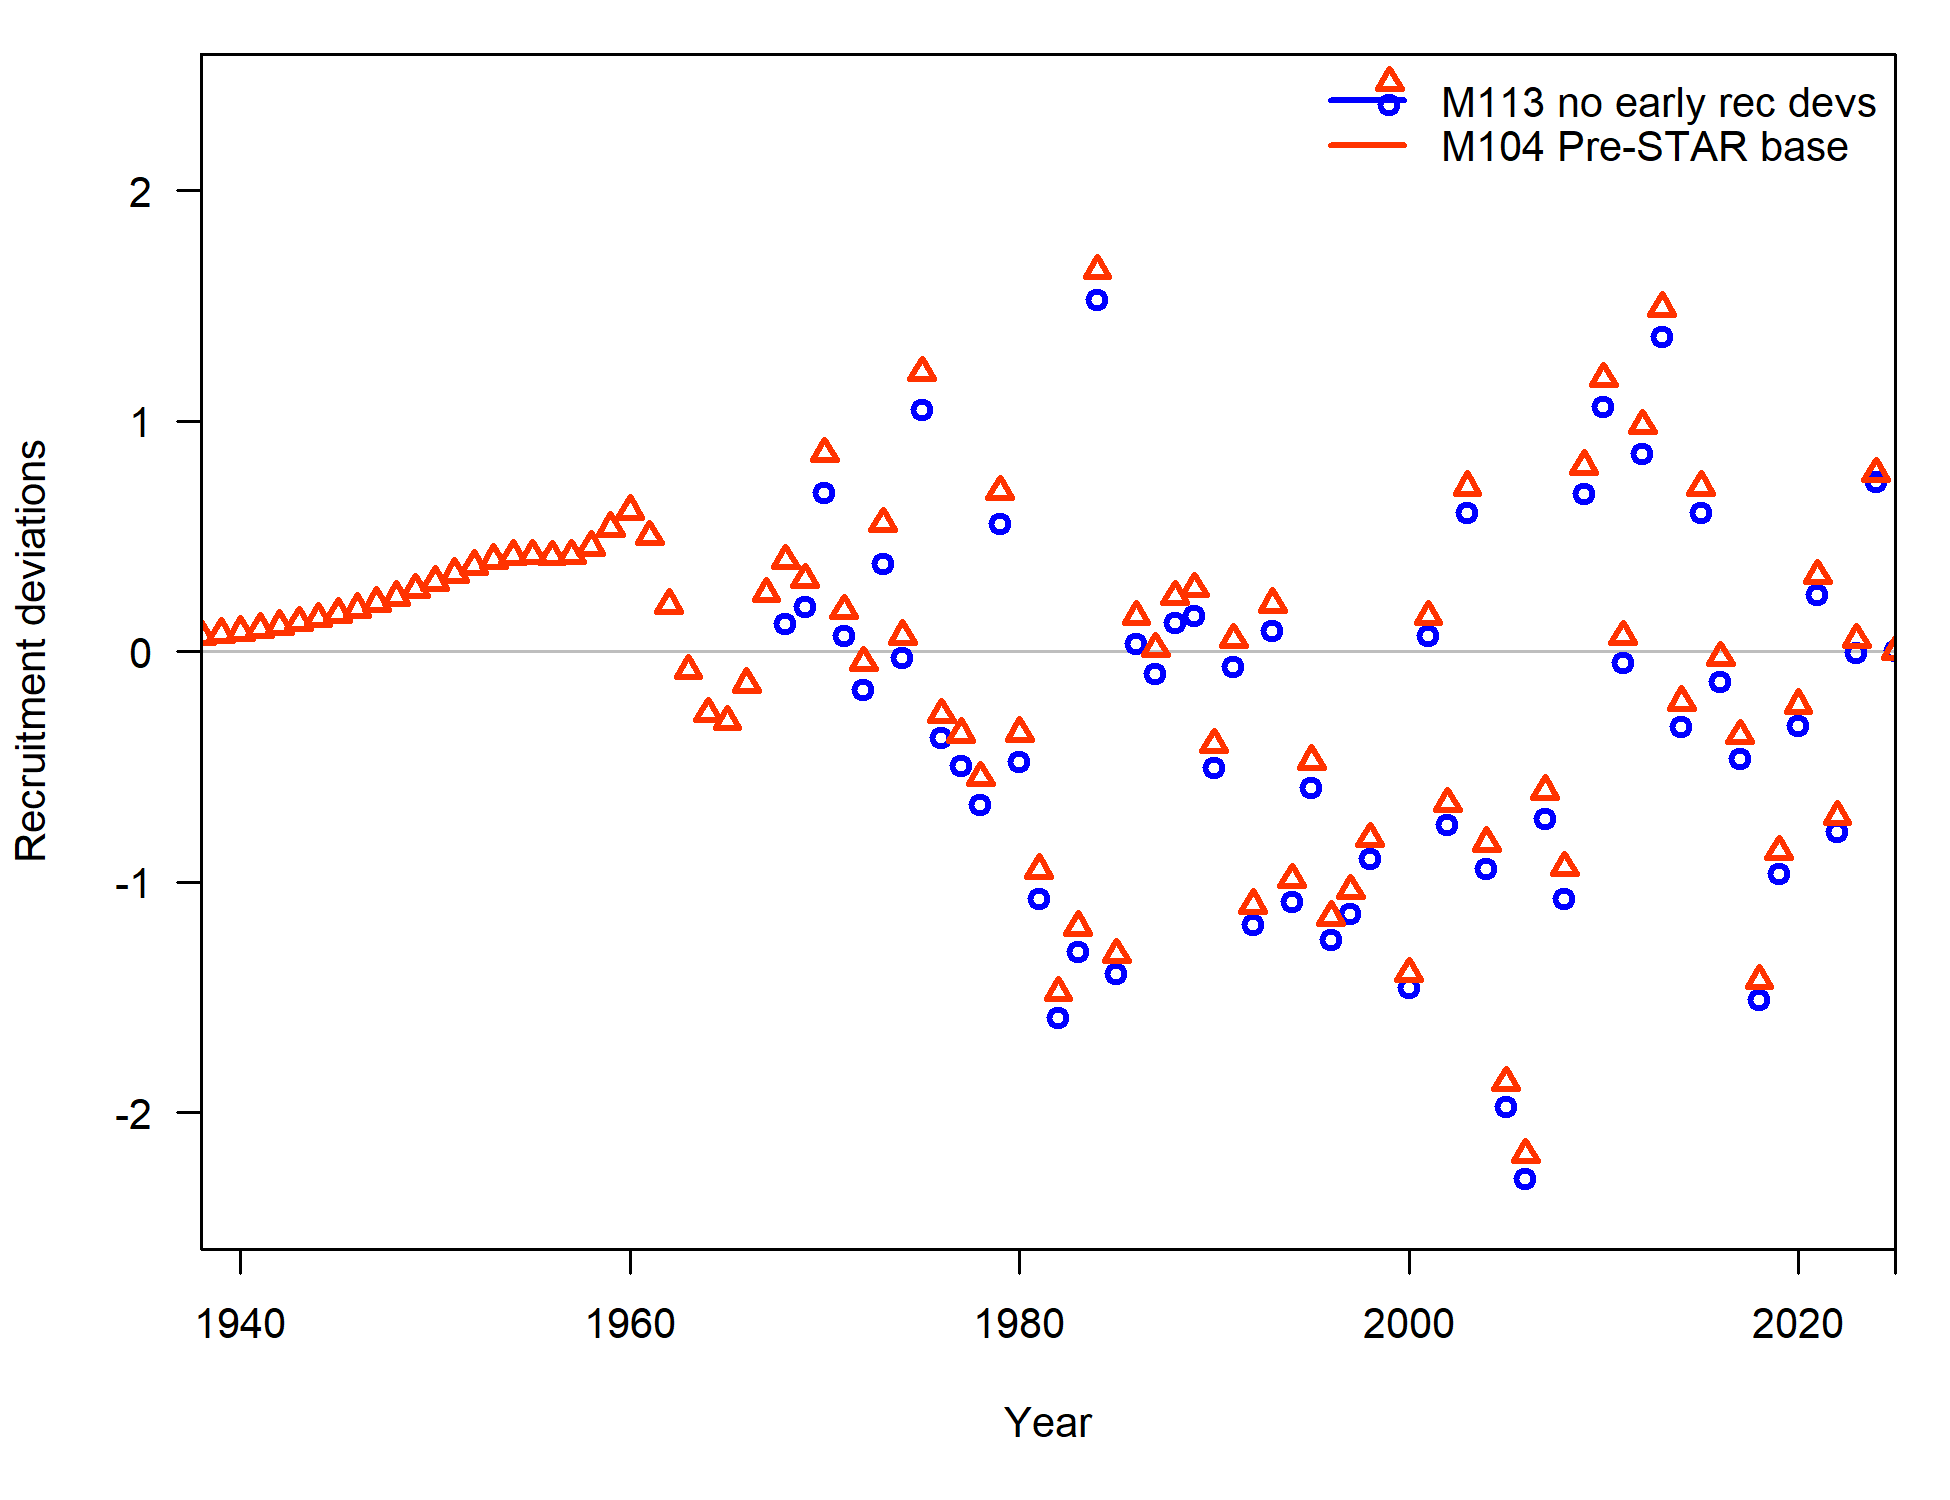 M113 no early rec devs
M104 Pre-STAR base
Recruitment deviations
2
1
0
-1
-2
1940
1960
1980
2000
2020
Year